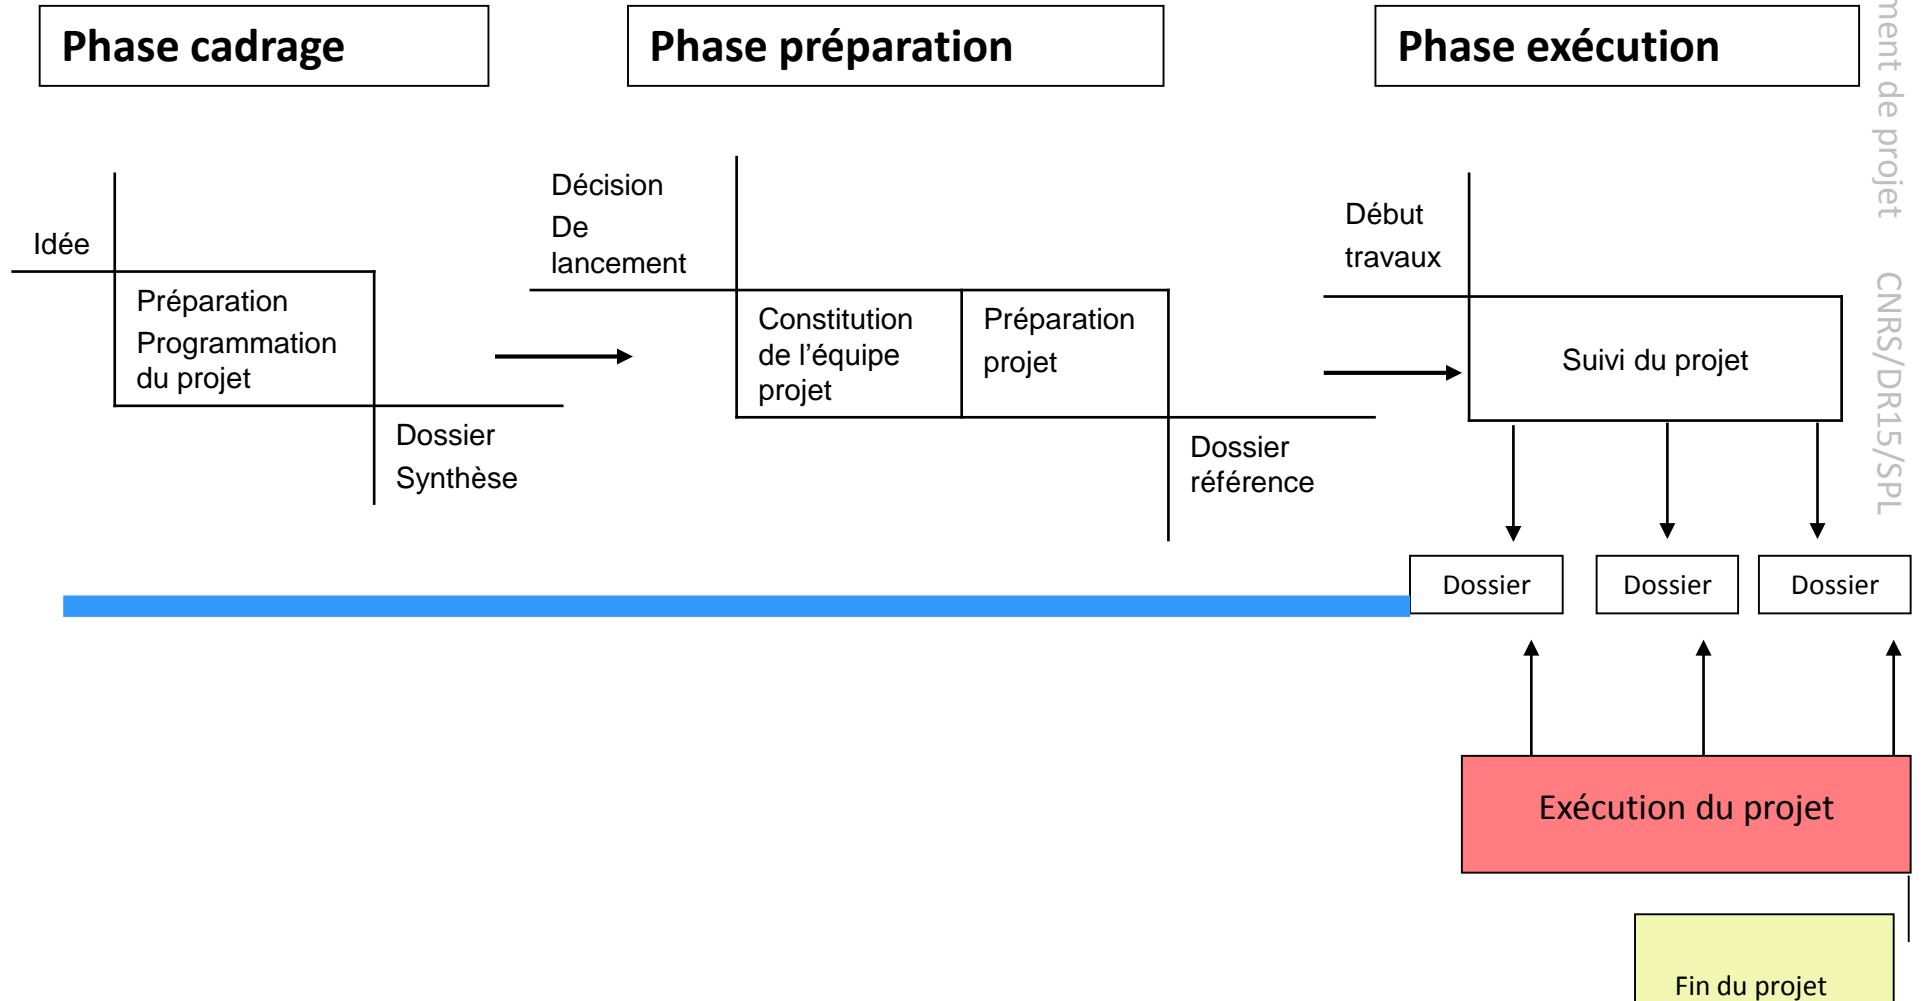 Phase cadrage
Phase préparation
Phase exécution
Idée
Préparation
Programmation
du projet
Dossier
Synthèse
Décision
De
lancement
Constitution
de l’équipe
projet
Préparation
projet
Dossier
référence
Début
travaux
Suivi du projet
Dossier
Dossier
Dossier
Exécution du projet
Fin du projet
de projet CNRS/DR15/SPL